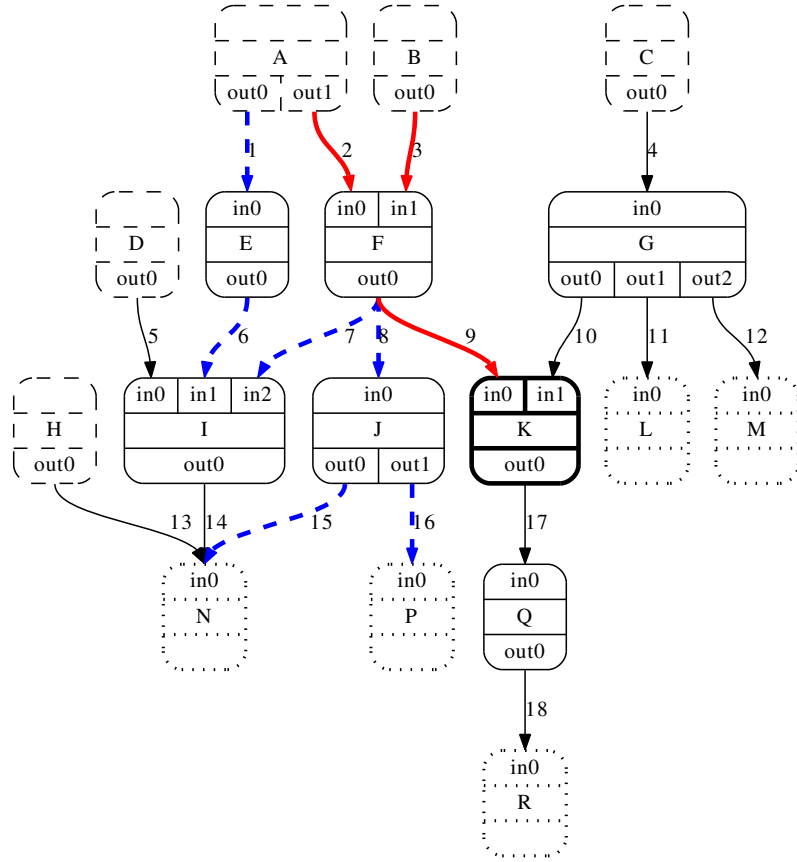 A
B
C
out0 out1
out0
out0
1
2
3
4
in0
in0 in1
in0
D
E
F
G
out0
out0
out0
out0 out1 out2
5
6
7
8
9
10
11
12
in0 in1 in2
in0
in0 in1
in0
in0
H
I
J
K
L
M
out0
out0
out0 out1
out0
13
14
15
16
17
in0
in0
in0
N
P
Q
out0
18
in0
R